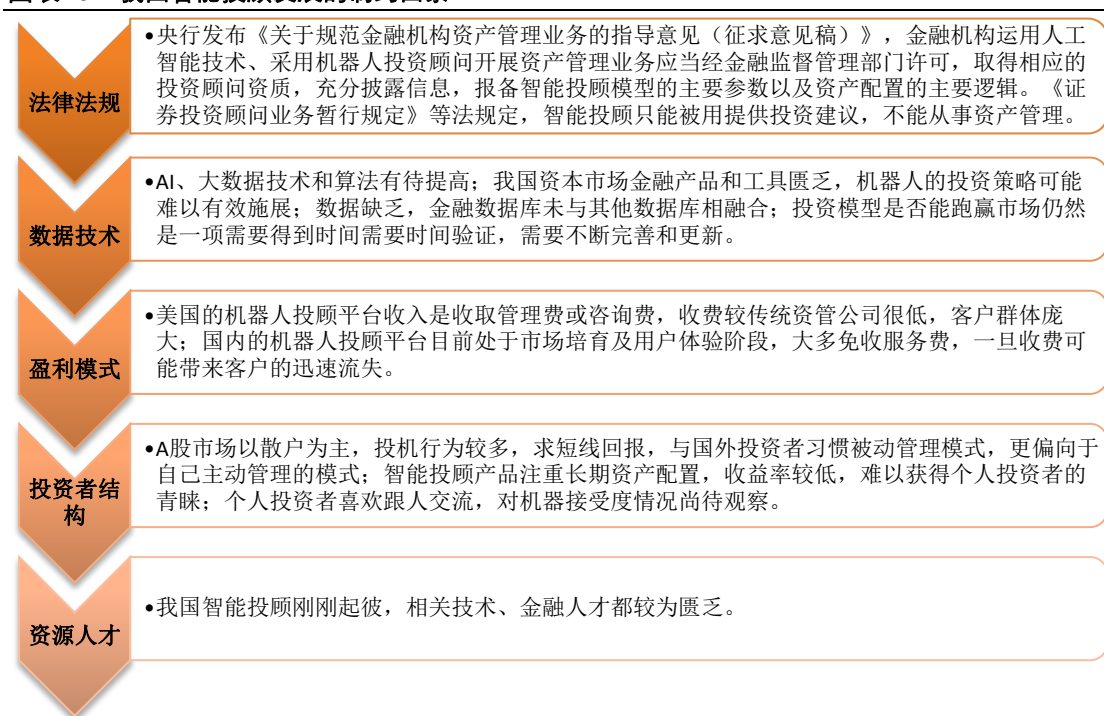 法律法规
•央行发布《关于规范金融机构资产管理业务的指导意见（征求意见稿）》，金融机构运用人工
智能技术、采用机器人投资顾问开展资产管理业务应当经金融监督管理部门许可，取得相应的
投资顾问资质，充分披露信息，报备智能投顾模型的主要参数以及资产配置的主要逻辑。《证
券投资顾问业务暂行规定》等法规定，智能投顾只能被用提供投资建议，不能从事资产管理。
数据技术
•AI、大数据技术和算法有待提高；我国资本市场金融产品和工具匮乏，机器人的投资策略可能
难以有效施展；数据缺乏，金融数据库未与其他数据库相融合；投资模型是否能跑赢市场仍然
是一项需要得到时间需要时间验证，需要不断完善和更新。
盈利模式
•美国的机器人投顾平台收入是收取管理费或咨询费，收费较传统资管公司很低，客户群体庞
大；国内的机器人投顾平台目前处于市场培育及用户体验阶段，大多免收服务费，一旦收费可
能带来客户的迅速流失。
投资者结
构
•A股市场以散户为主，投机行为较多，求短线回报，与国外投资者习惯被动管理模式，更偏向于
自己主动管理的模式；智能投顾产品注重长期资产配置，收益率较低，难以获得个人投资者的
青睐；个人投资者喜欢跟人交流，对机器接受度情况尚待观察。
资源人才
•我国智能投顾刚刚起彼，相关技术、金融人才都较为匮乏。